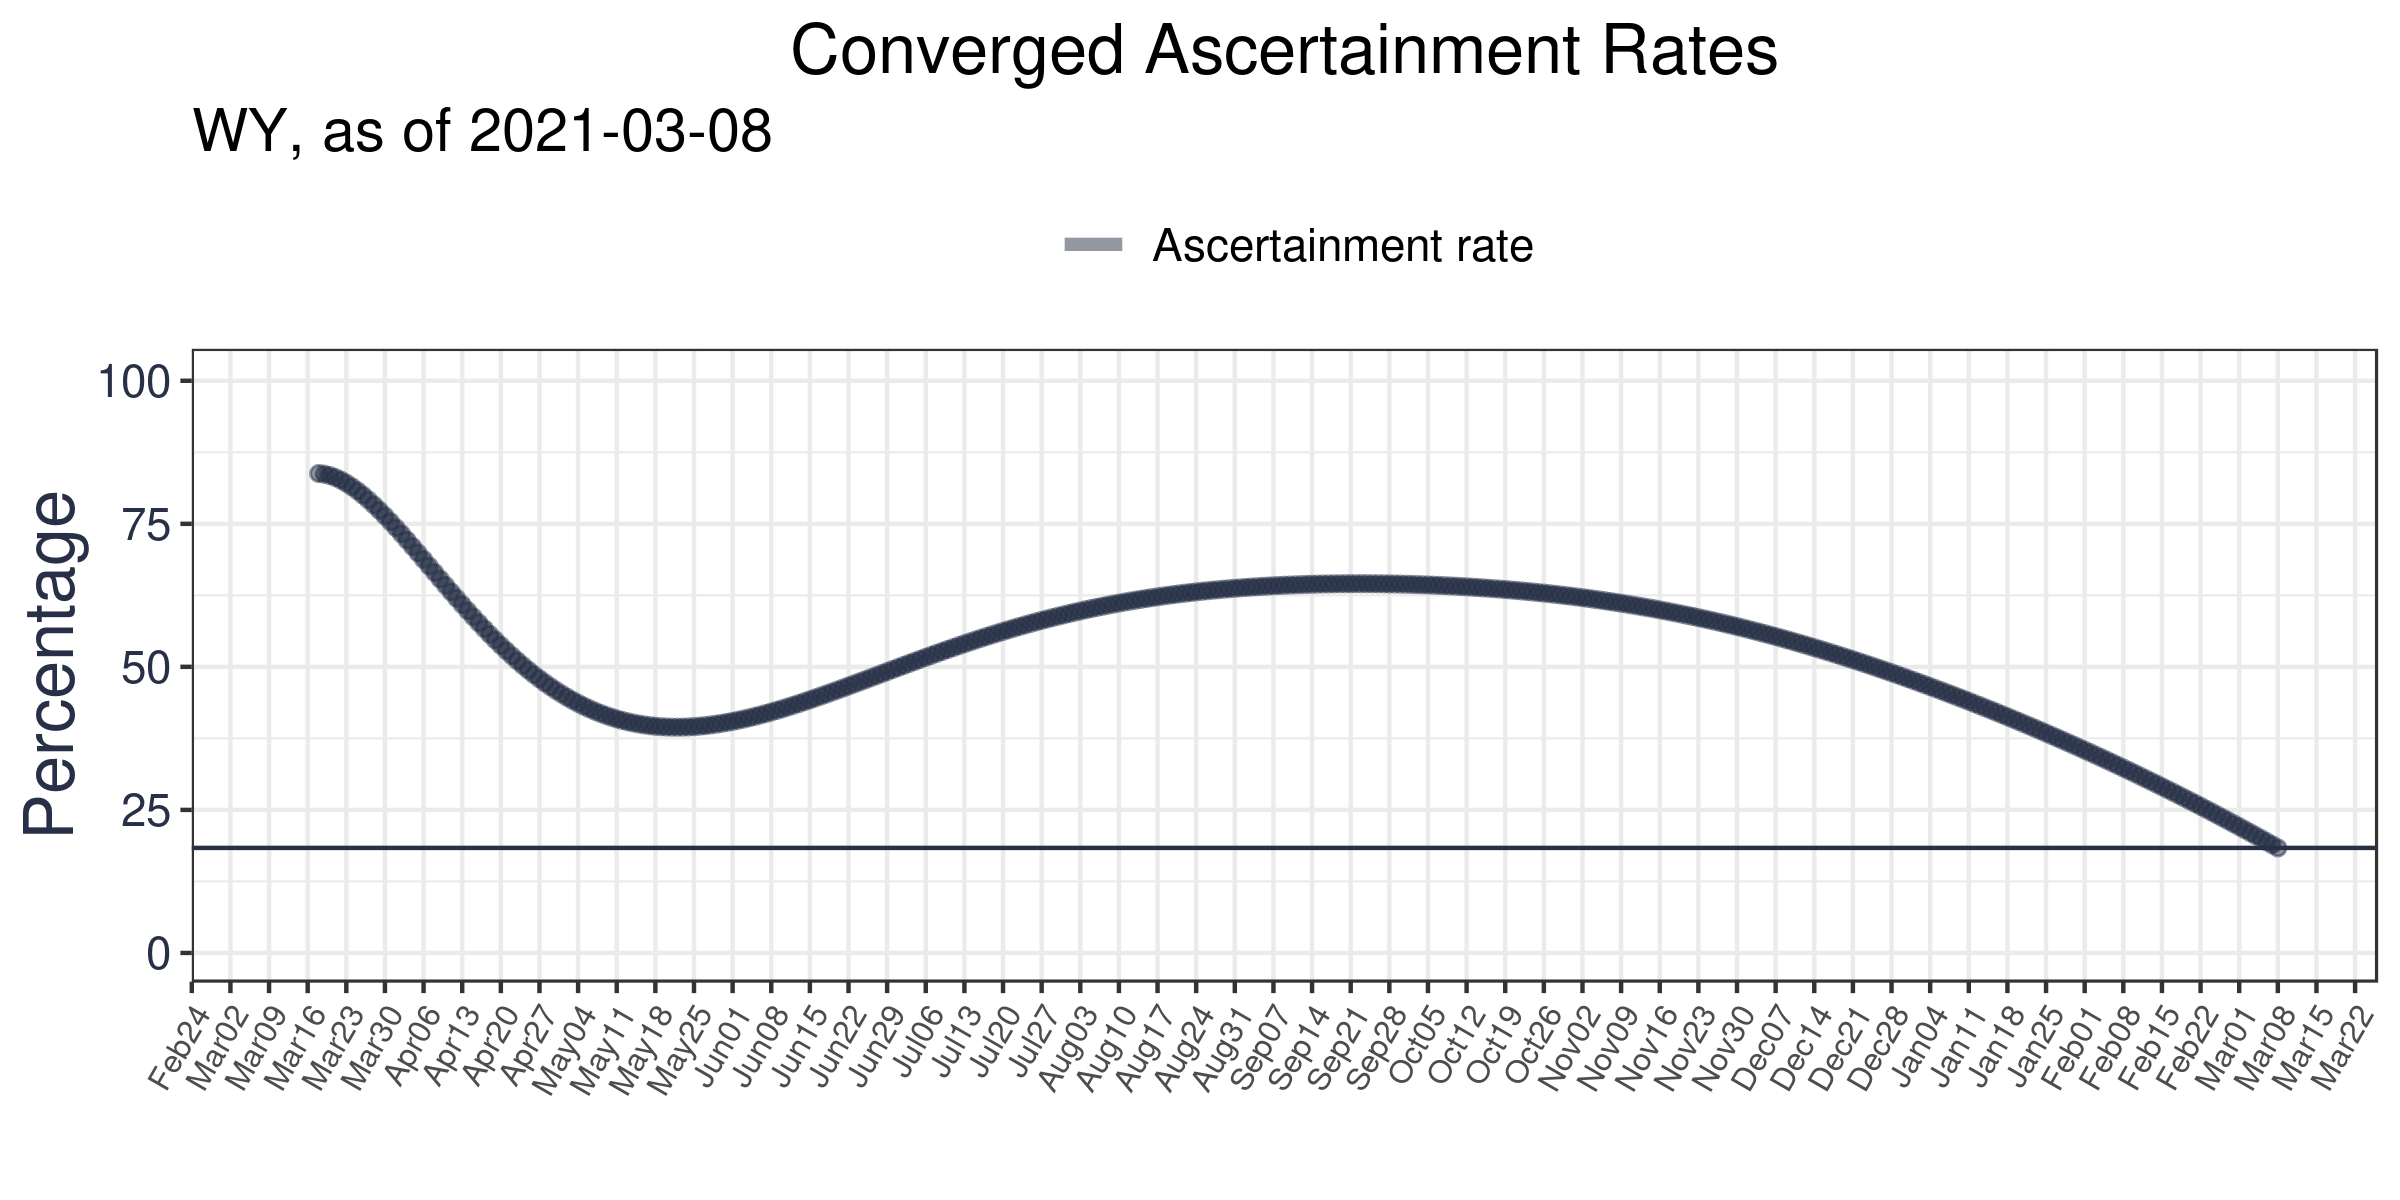 Converged Ascertainment Rates
WY, as of 2021-03-08
Ascertainment rate
Percentage
100
75
50
25
0
Feb24
Mar02
Mar09
Mar16
Mar23
Mar30
Apr06
Apr13
Apr20
Apr27
May04
May11
May18
May25
Jun01
Jun08
Jun15
Jun22
Jun29
Jul06
Jul13
Jul20
Jul27
Aug03
Aug10
Aug17
Aug24
Aug31
Sep07
Sep14
Sep21
Sep28
Oct05
Oct12
Oct19
Oct26
Nov02
Nov09
Nov16
Nov23
Nov30
Dec07
Dec14
Dec21
Dec28
Jan04
Jan11
Jan18
Jan25
Feb01
Feb08
Feb15
Feb22
Mar01
Mar08
Mar15
Mar22